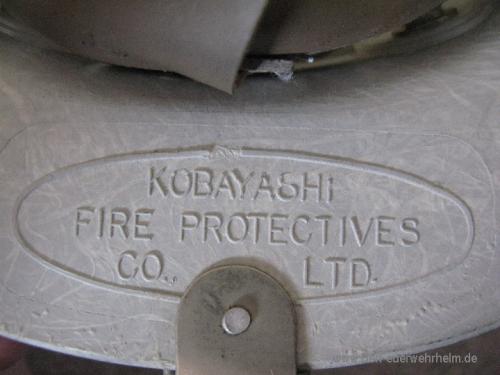 KOBAYASHi
FIRE PROTECTIVES
CO., LTD.